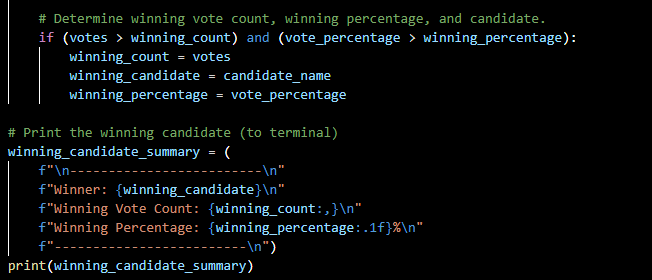 # Determine winning vote count, winning percentage, and candidate.
if (votes > winning_count) and (vote_percentage > winning_percentage):
winning_count = votes
winning_candidate = candidate_name
winning_percentage = vote_percentage
# Print the winning candidate (to terminal)
winning_candidate_summary = (
f"\n-------------------------\n"
f"Winner: {winning_candidate}\n"
f"Winning Vote Count: {winning_count:,}\n"
f"Winning Percentage: {winning_percentage:.1f}%\n"
f"-------------------------\n")
print(winning_candidate_summary)